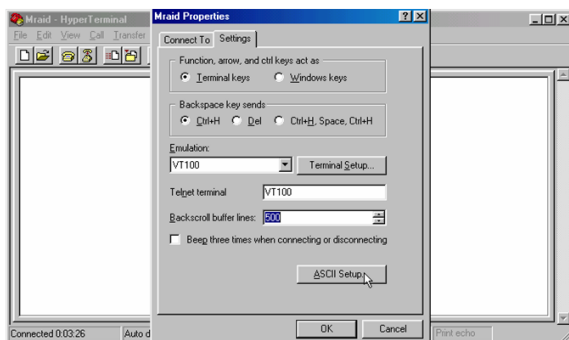 Mraid - HyperTerminal
File Edit View Call Transfer
Mraid Properties
Connect To Settings
Function, arrow, and ctrl keys act as
Terminal keys Windows keys
Backspace key sends
Ctrl+H Del Ctrl+H, Space, Ctrl+H
Emulation:
VT100 Terminal Setup...
Telnet terminal VT100
Backscroll buffer lines: 500
Beep three times when connecting or disconnecting
ASCII Setup...
OK Cancel
Connected 0:03:26 Auto d Print echo